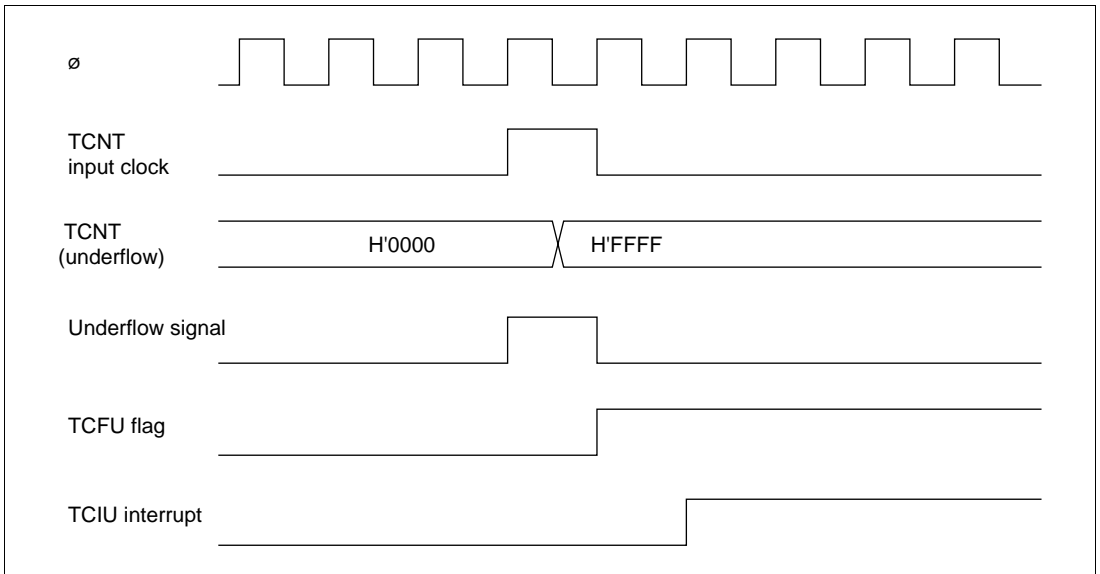 ø
TCNT
input clock
TCNT
(underflow)
H'0000
H'FFFF
Underflow signal
TCFU flag
TCIU interrupt